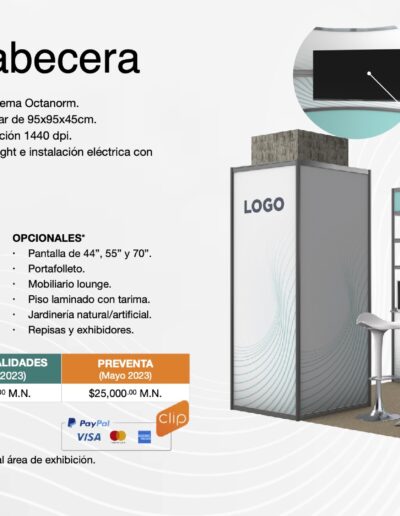 abecera
ema Octanorm.
ar de 95x95x45cm.
ción 1440 dpi.
ght e instalación eléctrica con
LOGO
OPCIONALES*
· Pantalla de 44”, 55” y 70”.
· Portafolleto.
· Mobiliario lounge.
· Piso laminado con tarima.
· Jardinería natural/artificial.
· Repisas y exhibidores.
ALIDADES
2023)
PREVENTA
(Mayo 2023)
.00 M.N.
$25,000.00 M.N.
PayPal
clip
VISA
al área de exhibición.